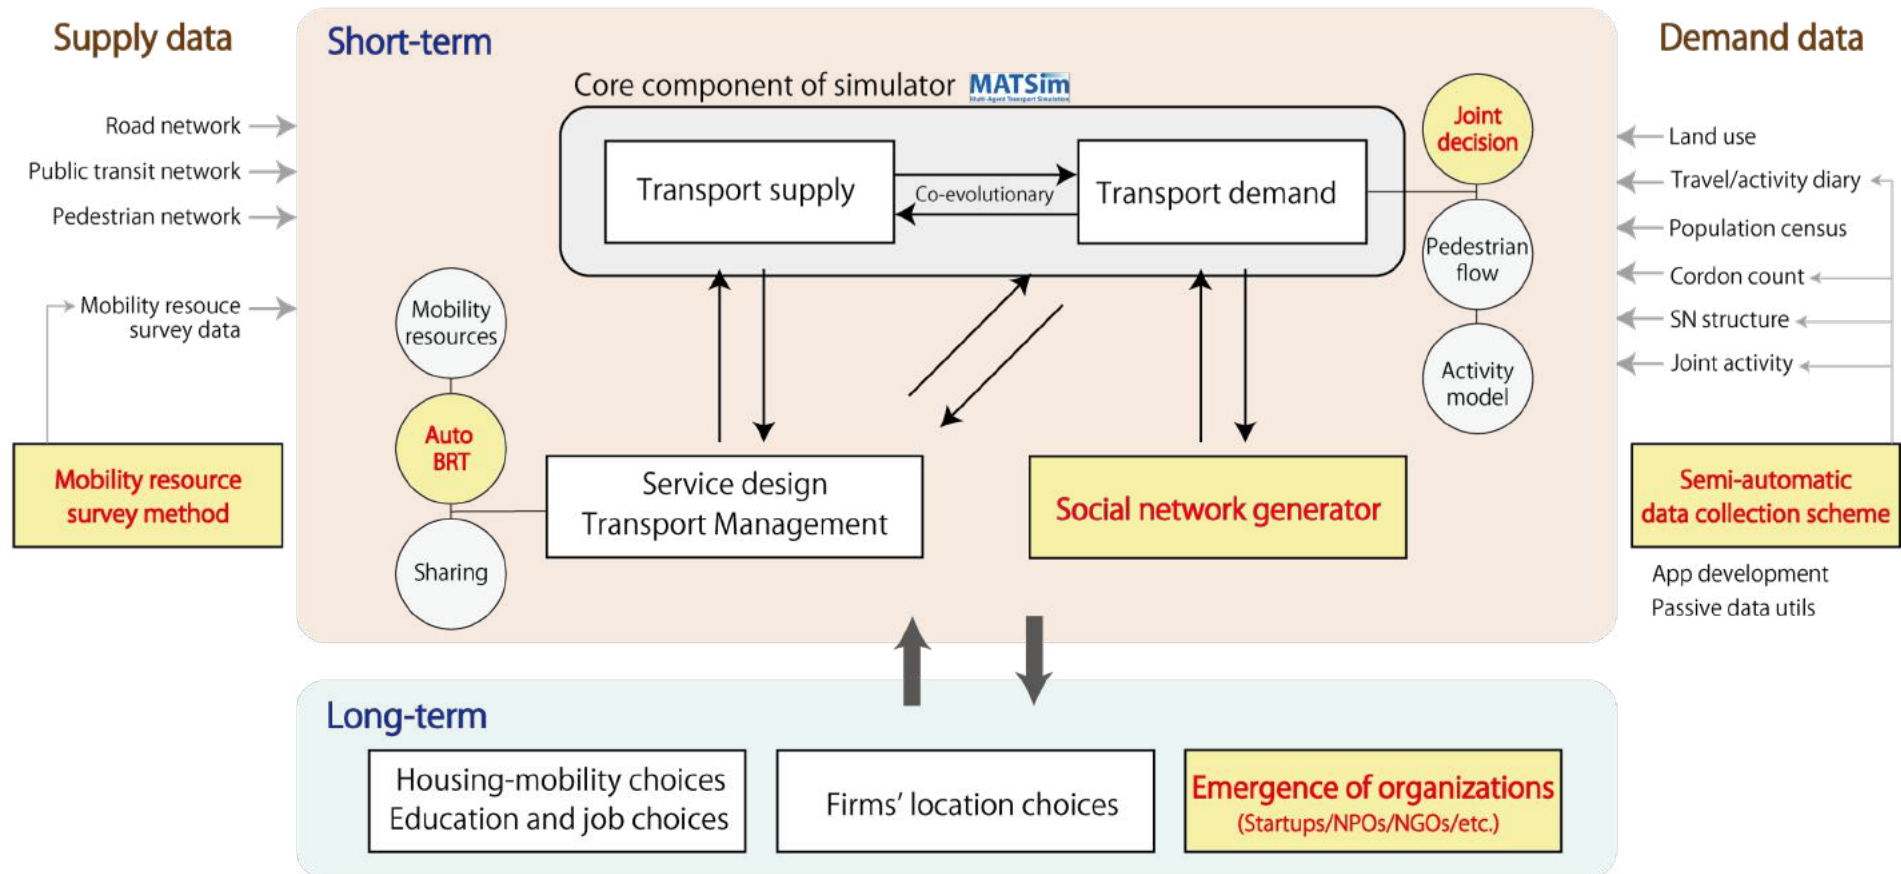 Supply data
Road network
Public transit network
Pedestrian network
Mobility resouce
survey data
Mobility resource
survey method
Short-term
Core component of simulator MATSim
Multi-Agent Transport Simulation
Transport supply
Co-evolutionary
Transport demand
Joint
decision
Pedestrian
flow
Activity
model
Mobility
resources
Auto
BRT
Sharing
Service design
Transport Management
Social network generator
Demand data
Land use
Travel/activity diary
Population census
Cordon count
SN structure
Joint activity
Semi-automatic
data collection scheme
App development
Passive data utils
Long-term
Housing-mobility choices
Education and job choices
Firms' location choices
Emergence of organizations
(Startups/NPOs/NGOs/etc.)